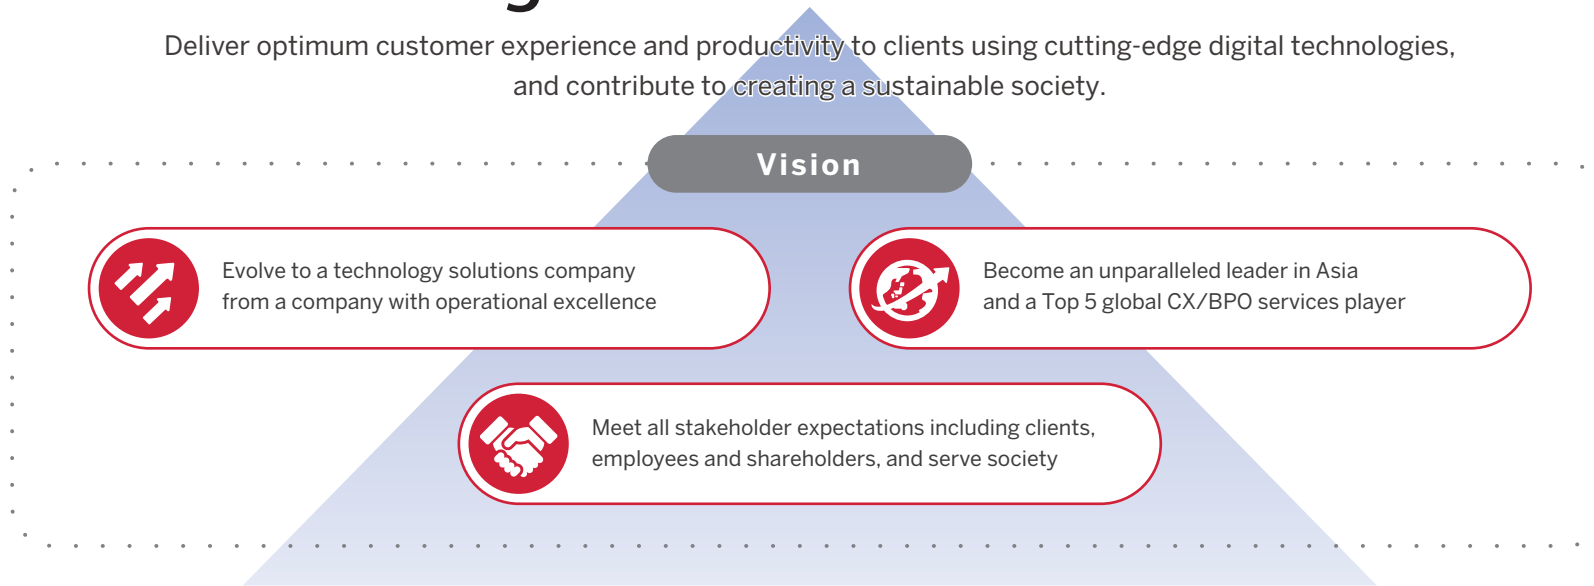 Deliver optimum customer experience and productivity to clients using cutting-edge digital technologies,
and contribute to creating a sustainable society.
Vision
Evolve to a technology solutions company
from a company with operational excellence
Become an unparalleled leader in Asia
and a Top 5 global CX/BPO services player
Meet all stakeholder expectations including clients,
employees and shareholders, and serve society